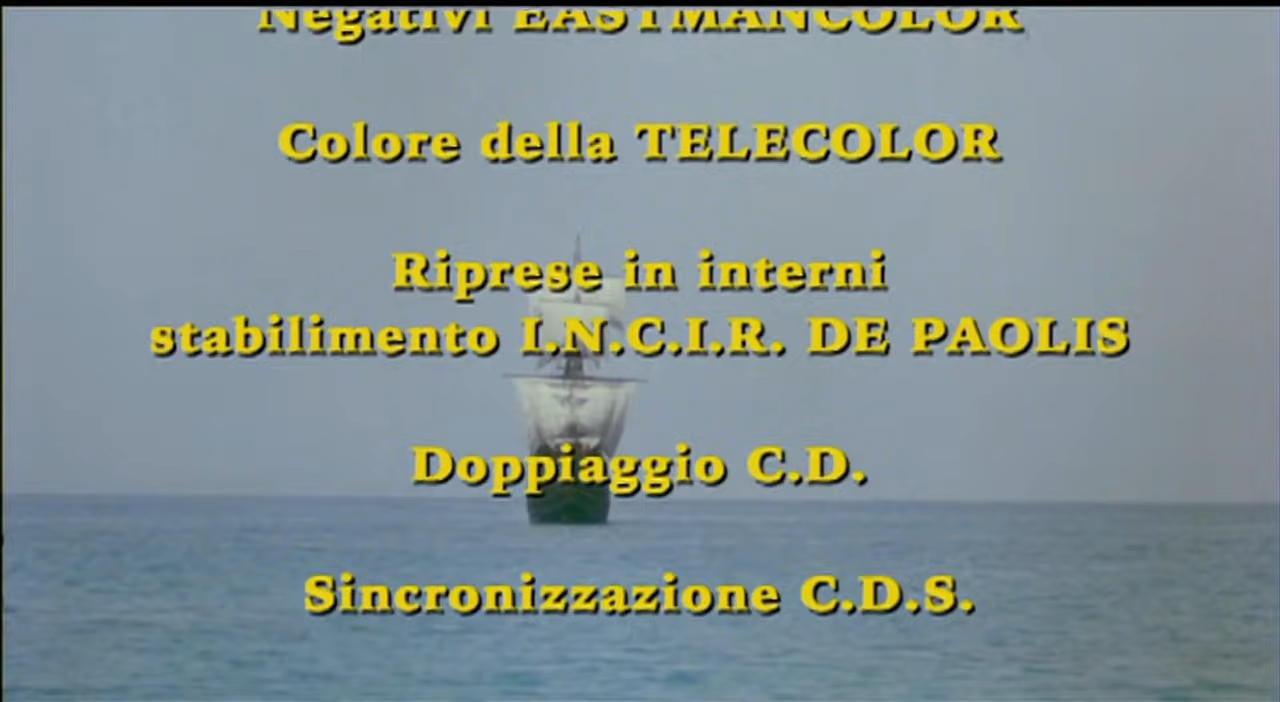 Negativi EASTMANCOLOR
Colore della TELECOLOR
Riprese in interni
stabilimento I.N.C.I.R. DE PAOLIS
Doppiaggio C.D.
Sincronizzazione C.D.S.